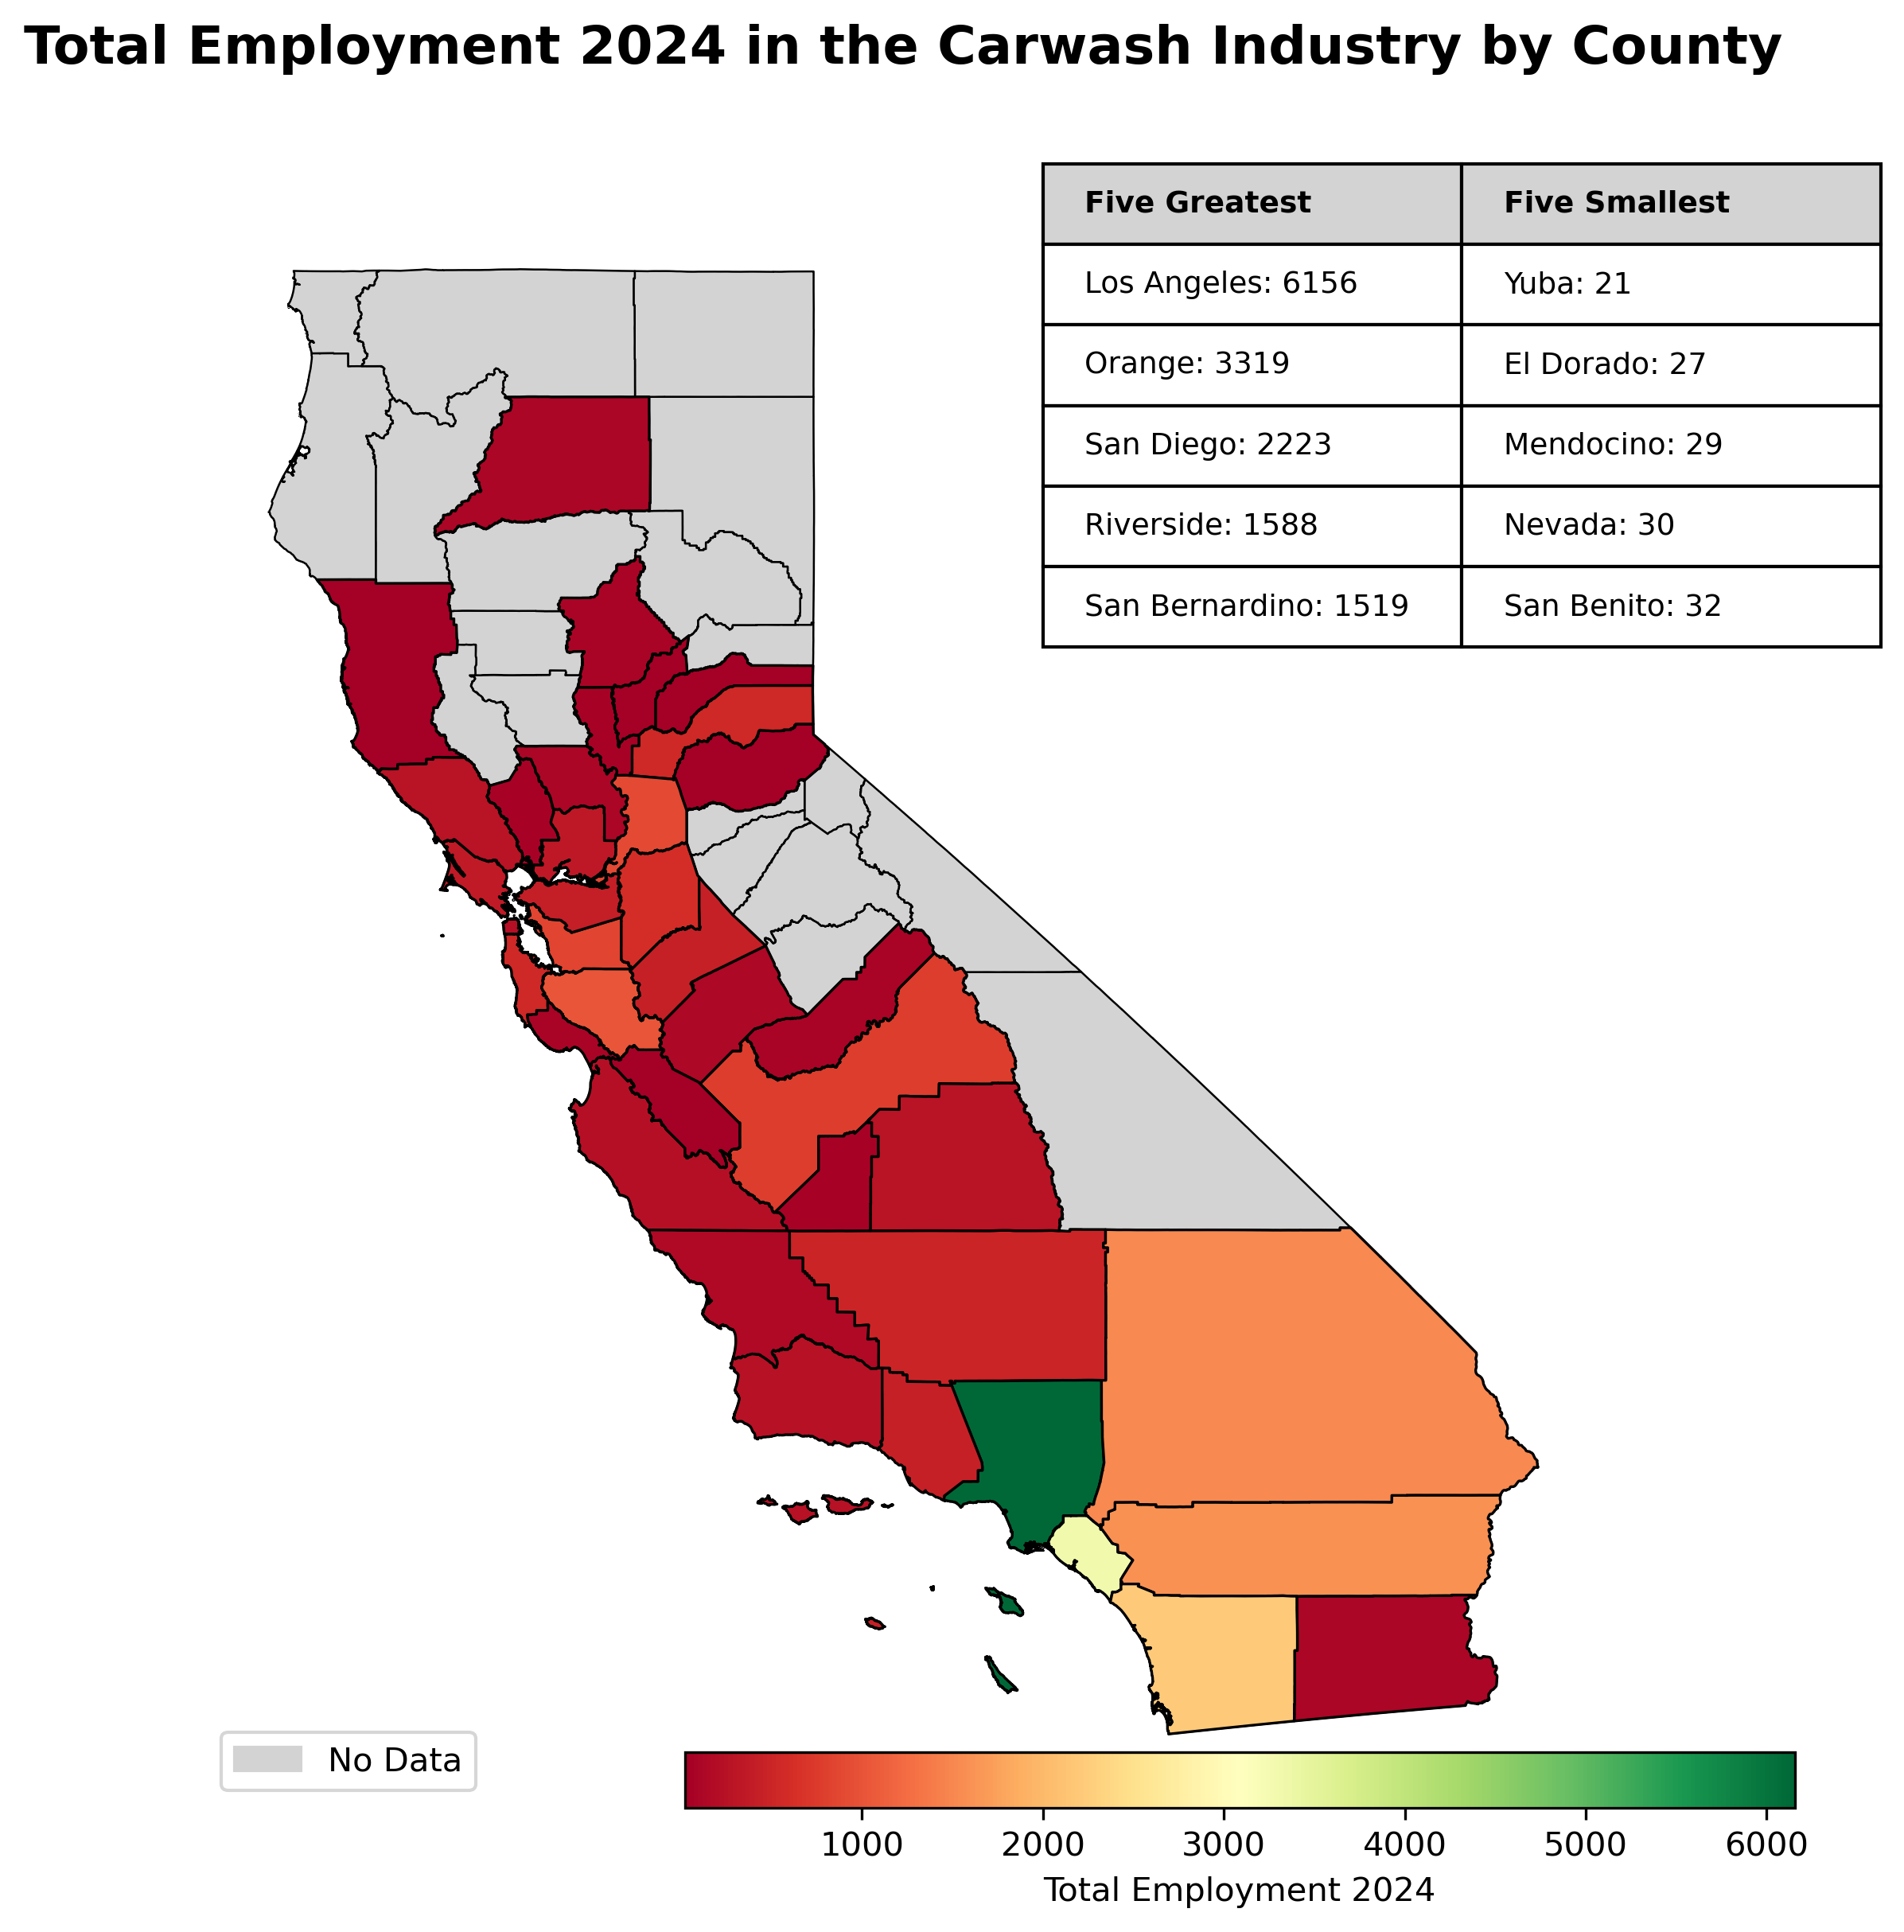 Total Employment 2024 in the Carwash Industry by County
Five Greatest Five Smallest
Los Angeles: 6156 Yuba: 21
Orange: 3319 El Dorado: 27
San Diego: 2223 Mendocino: 29
Riverside: 1588 Nevada: 30
San Bernardino: 1519 San Benito: 32
No Data
1000 2000 3000 4000 5000 6000
Total Employment 2024